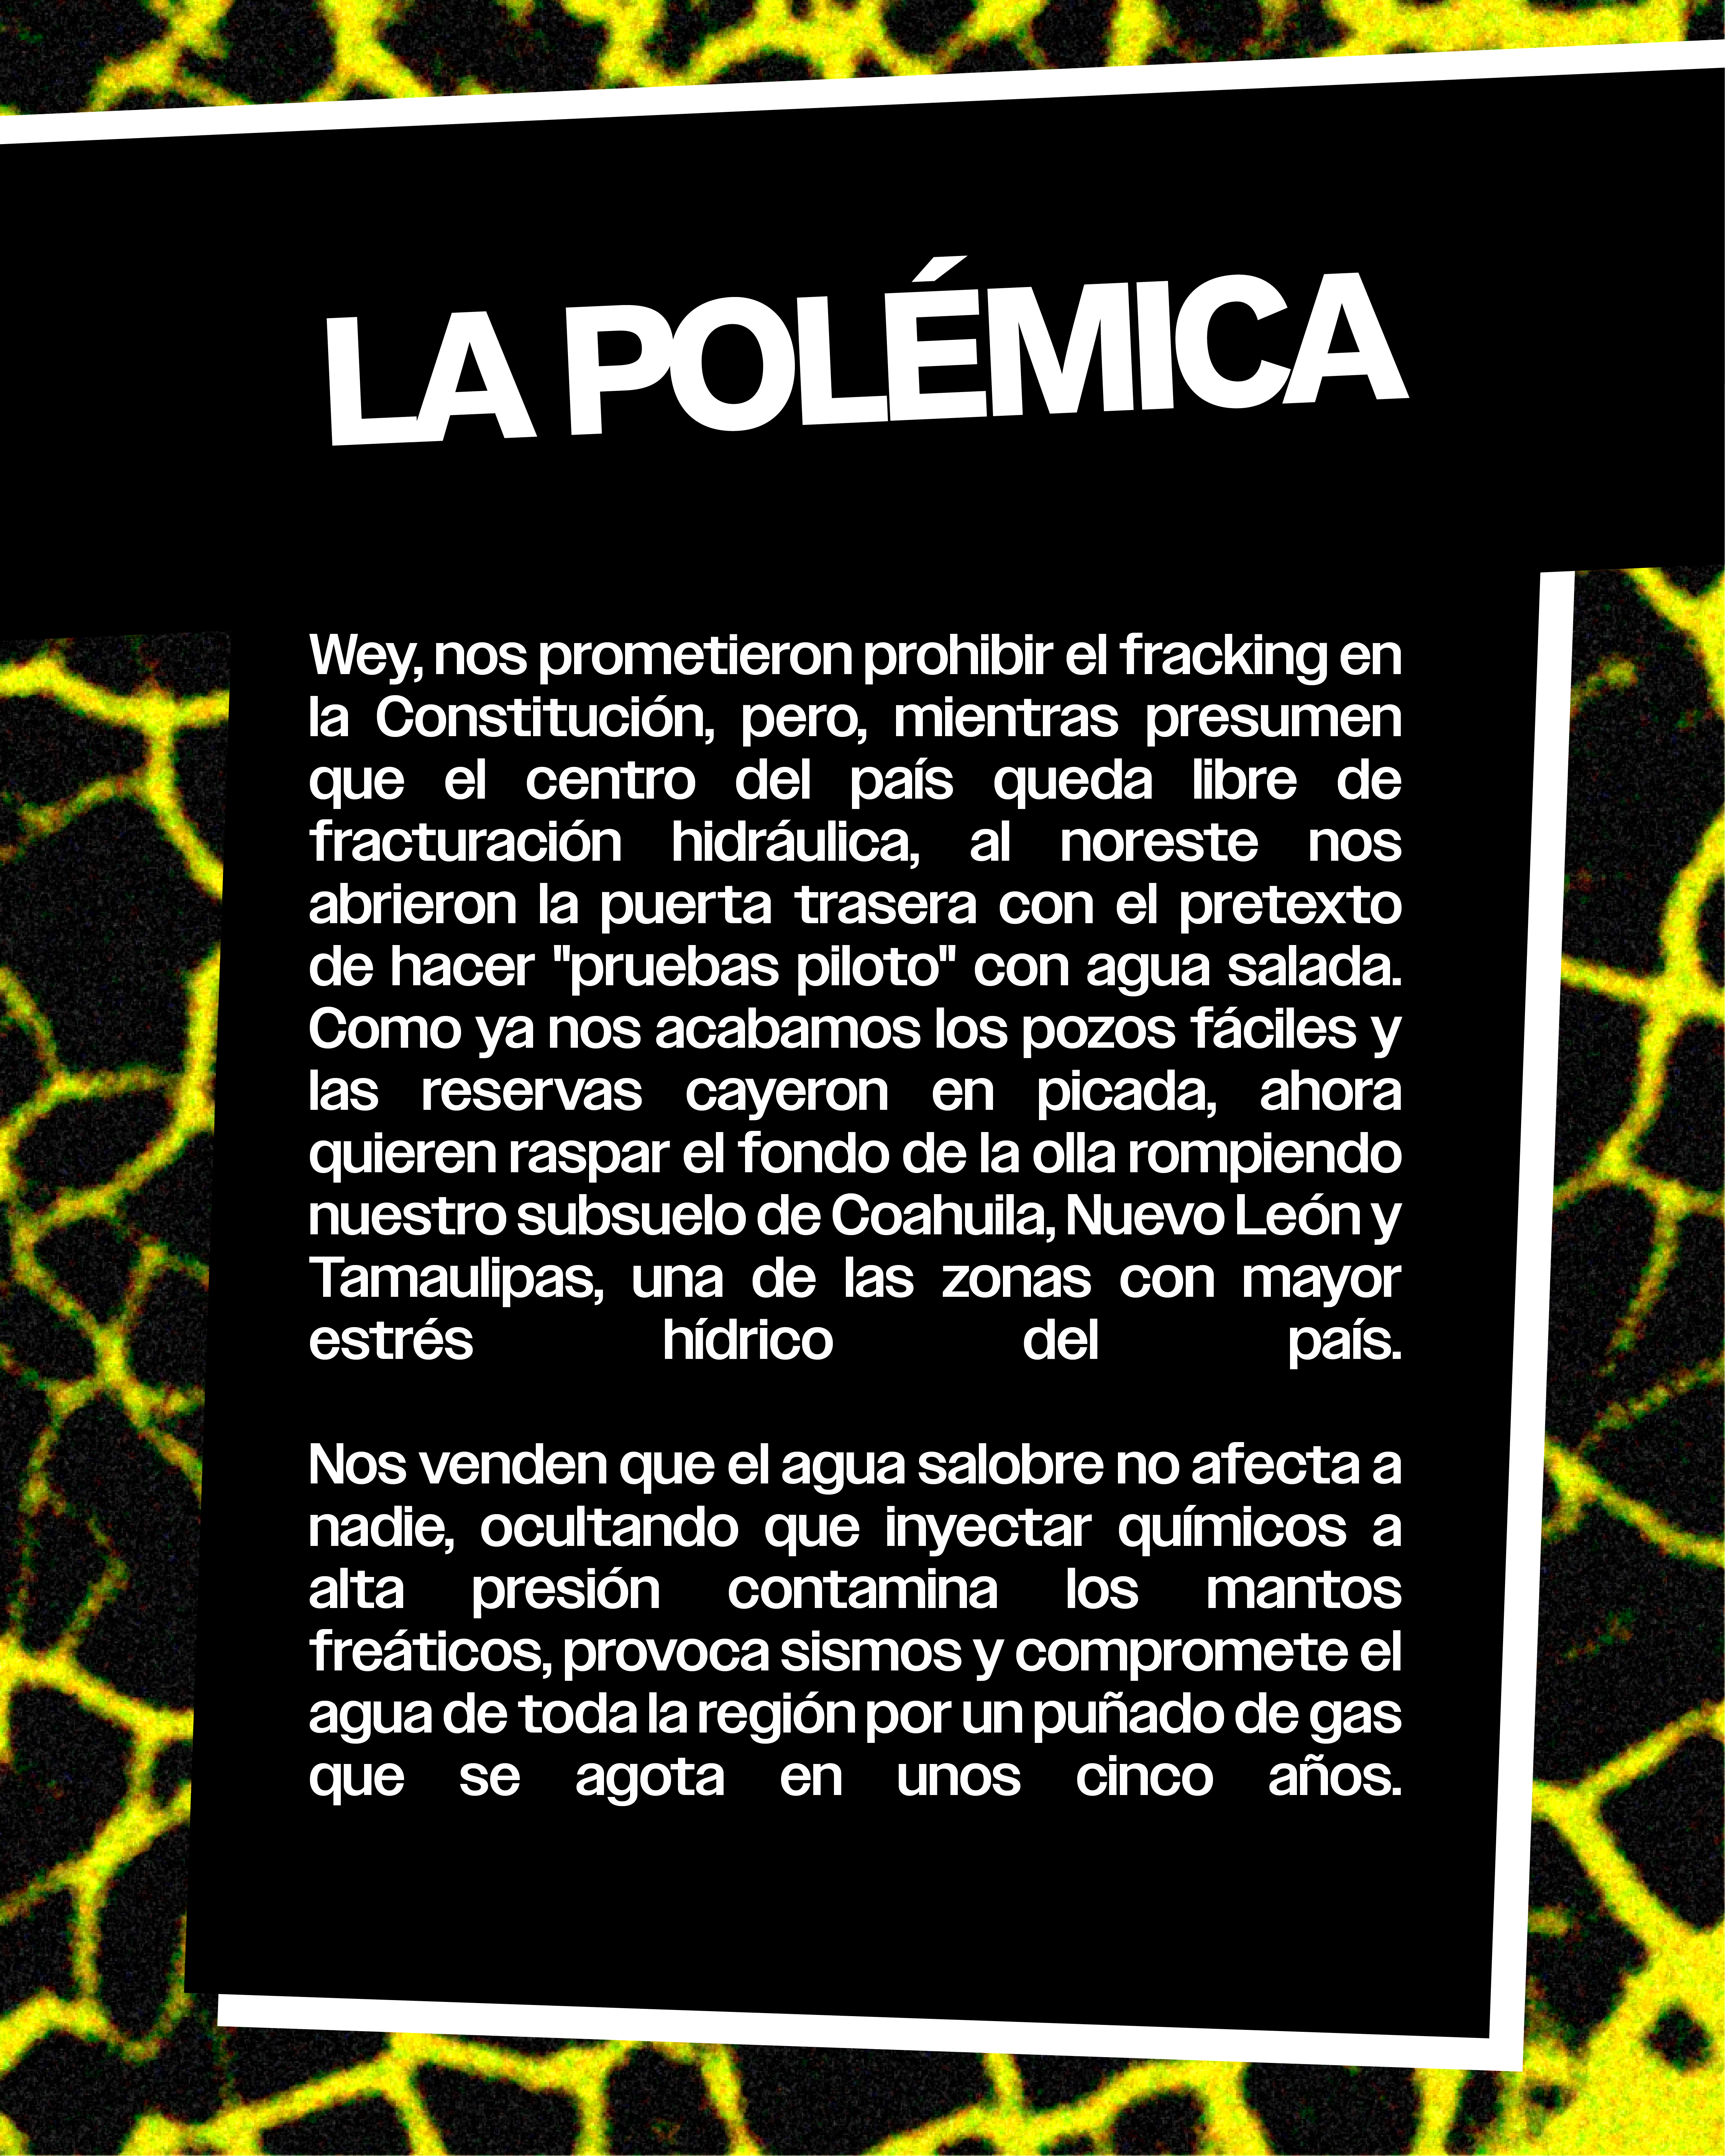 LA POLÉMICA
Wey, nos prometieron prohibir el fracking en
la Constitución, pero, mientras presumen
que el centro del país queda libre de
fracturación hidráulica, al noreste nos
abrieron la puerta trasera con el pretexto
de hacer "pruebas piloto" con agua salada.
Como ya nos acabamos los pozos fáciles y
las reservas cayeron en picada, ahora
quieren raspar el fondo de la olla rompiendo
nuestro subsuelo de Coahuila, Nuevo León y
Tamaulipas, una de las zonas con mayor
estrés hídrico del país.
Nos venden que el agua salobre no afecta a
nadie, ocultando que inyectar químicos a
alta presión contamina los mantos
freáticos, provoca sismos y compromete el
agua de toda la región por un puñado de gas
que se agota en unos cinco años.